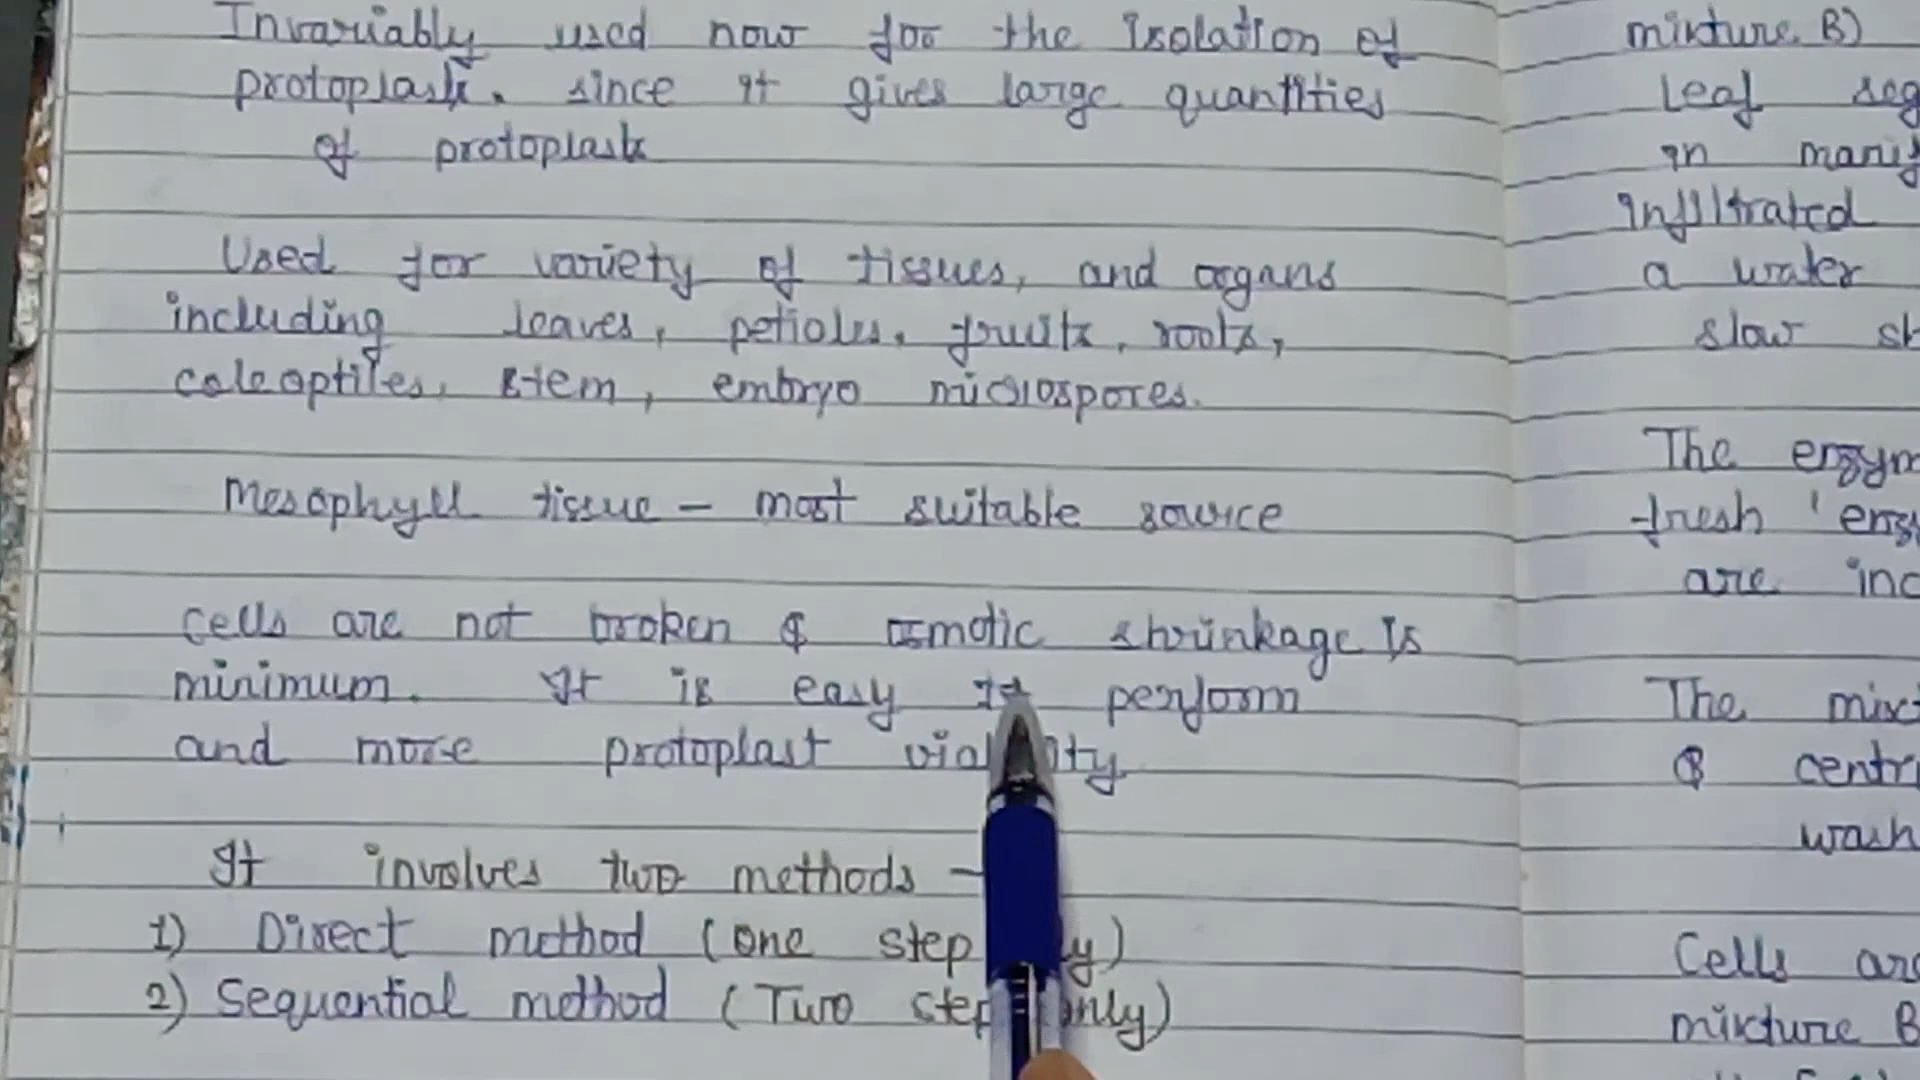 Invariably used now for the isolation of
protoplasts. since it gives large quantities
of protoplasts
Used for variety of tissues, and organs
including leaves, petioles, fruits, roots,
coleoptiles, stem, embryo microspores.
Mesophyll tissue - most suitable source
cells are not broken & osmotic shrinkage is
minimum. It is easy to perform
and more protoplast viability
It involves two methods -
1) Direct method (one step
2) Sequential method (Two step only)
mixture B)
Leaf
in
infiltrated
a water
slow
The
fresh
are
The
&
wash
Cells
mixture B